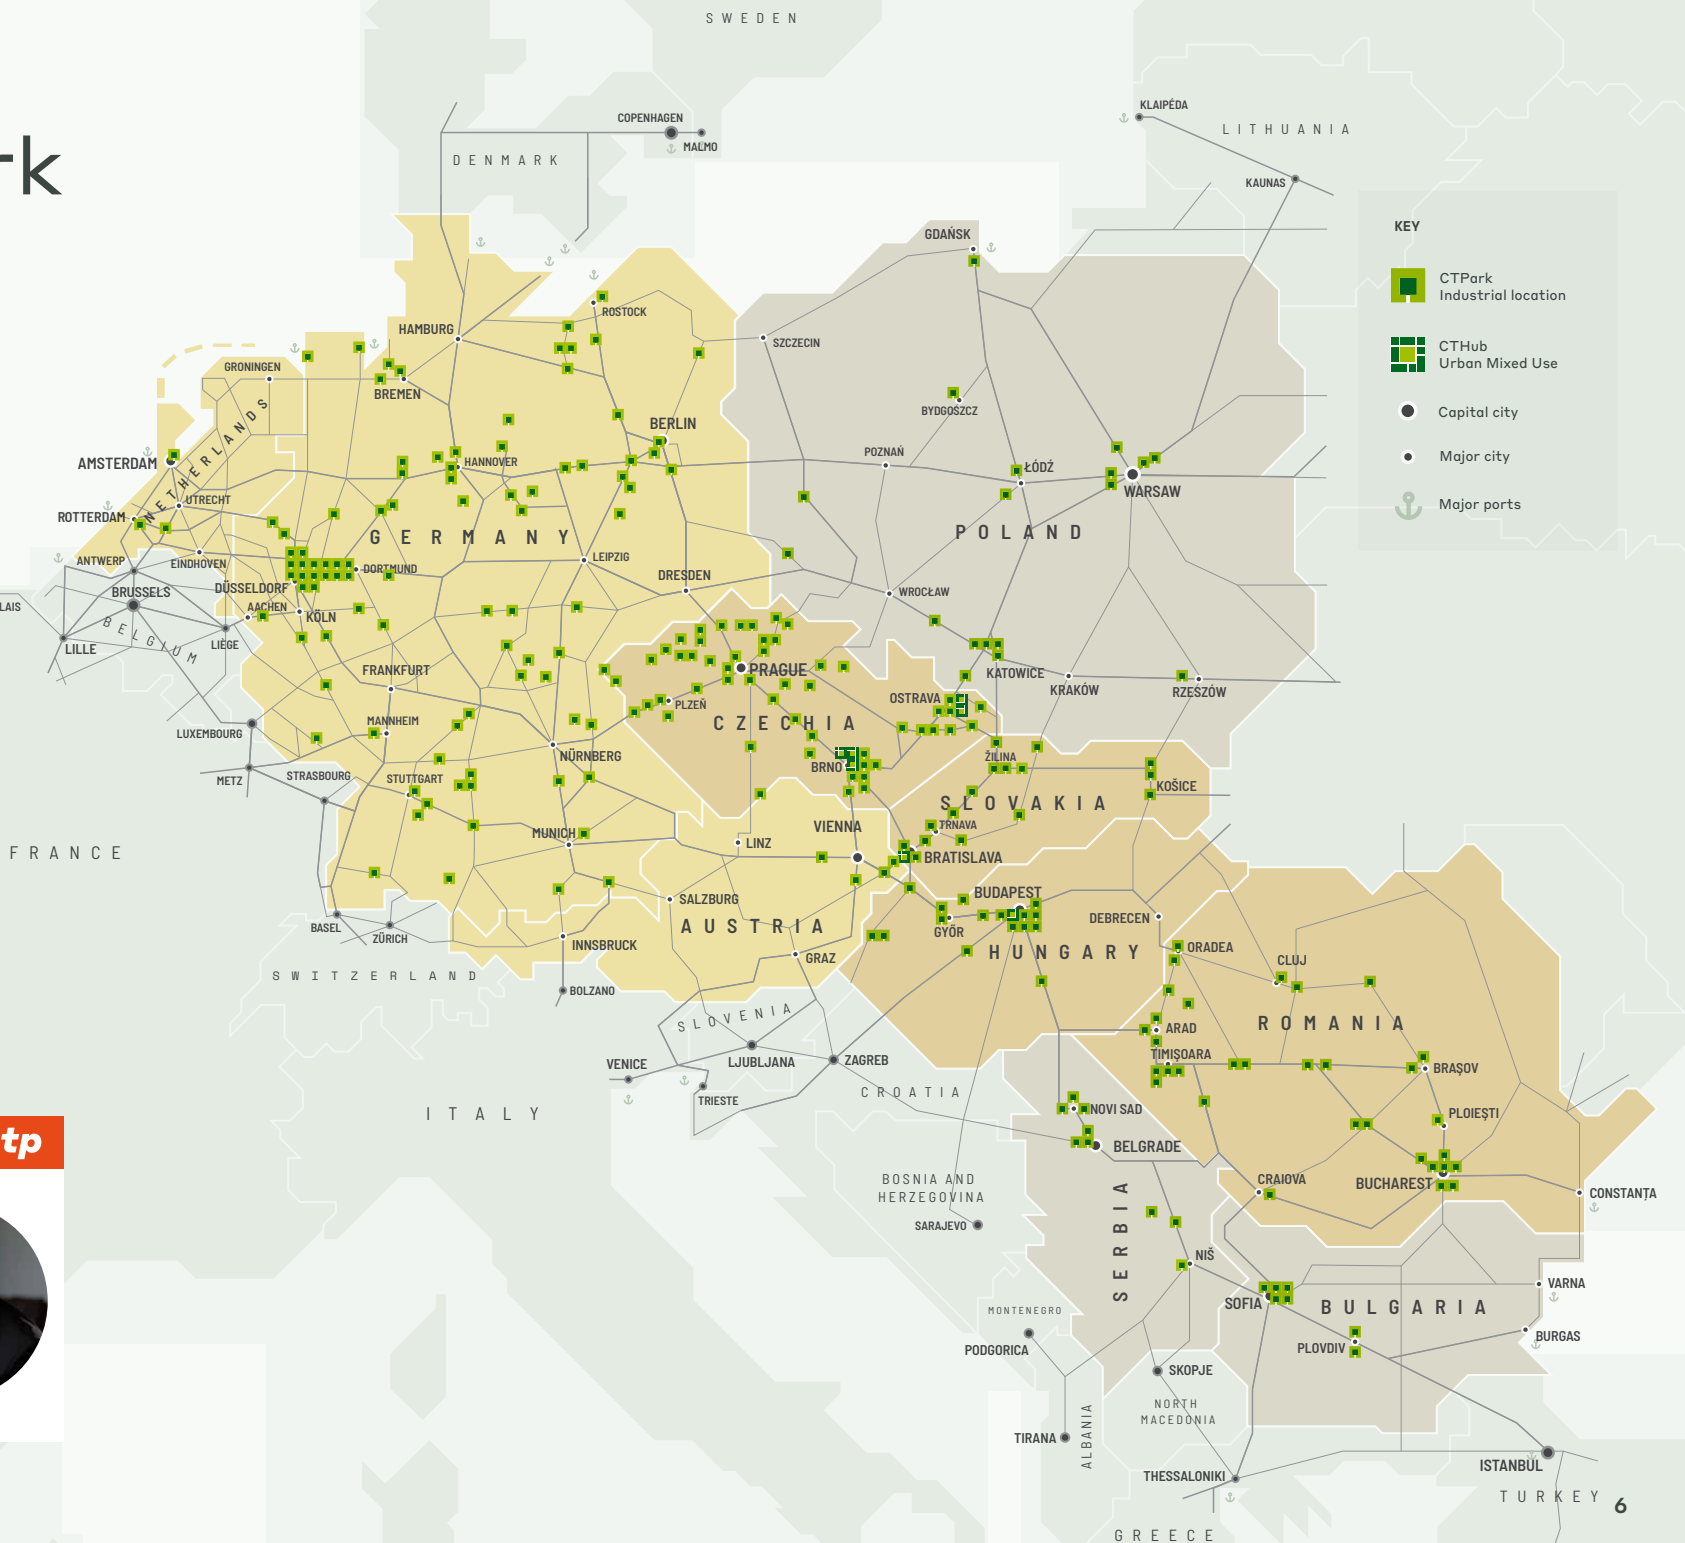 SWEDEN
KLAIPĖDA
COPENHAGEN
LITHUANIA
MALMO
DENMARK
rk
KAUNAS
KEY
GDAŃSK
CTPark
Industrial location
ROSTOCK
HAMBURG
SZCZECIN
CTHub
Urban Mixed Use
GRONINGEN
BREMEN
BYDGOSZCZ
Capital city
NETHERLANDS
BERLIN
POZNAŃ
Major city
AMSTERDAM
HANNOVER
ŁÓDŹ
WARSAW
UTRECHT
Major ports
ROTTERDAM
GERMANY
POLAND
ANTWERP
EINDHOVEN
LEIPZIG
DORTMUND
DRESDEN
BRUSSELS
DÜSSELDORF
WROCŁAW
LAIS
AACHEN
KÖLN
BELGIUM
LILLE
LIÈGE
FRANKFURT
PRAGUE
KATOWICE
KRAKÓW
RZESZÓW
OSTRAVA
PLZEŇ
LUXEMBOURG
MANNHEIM
CZECHIA
NÜRNBERG
ŽILINA
BRNO
METZ
STRASBOURG
STUTTGART
KOŠICE
SLOVAKIA
VIENNA
TRNAVA
MUNICH
LINZ
BRATISLAVA
FRANCE
SALZBURG
BUDAPEST
DEBRECEN
BASEL
ZÜRICH
AUSTRIA
GYÖR
INNSBRUCK
HUNGARY
ORADEA
GRAZ
CLUJ
SWITZERLAND
BOLZANO
SLOVENIA
ROMANIA
ARAD
TIMIȘOARA
VENICE
LJUBLJANA
ZAGREB
BRAȘOV
TRIESTE
CROATIA
NOVI SAD
PLOIEȘTI
ITALY
tp
BELGRADE
BOSNIA AND
HERZEGOVINA
CRAIOVA
BUCHAREST
CONSTANȚA
SARAJEVO
SERBIA
NIŠ
VARNA
SOFIA
BULGARIA
MONTENEGRO
BURGAS
PODGORICA
PLOVDIV
SKOPJE
NORTH
MACEDONIA
TIRANA
ALBANIA
ISTANBUL
THESSALONIKI
TURKEY
6
GREECE